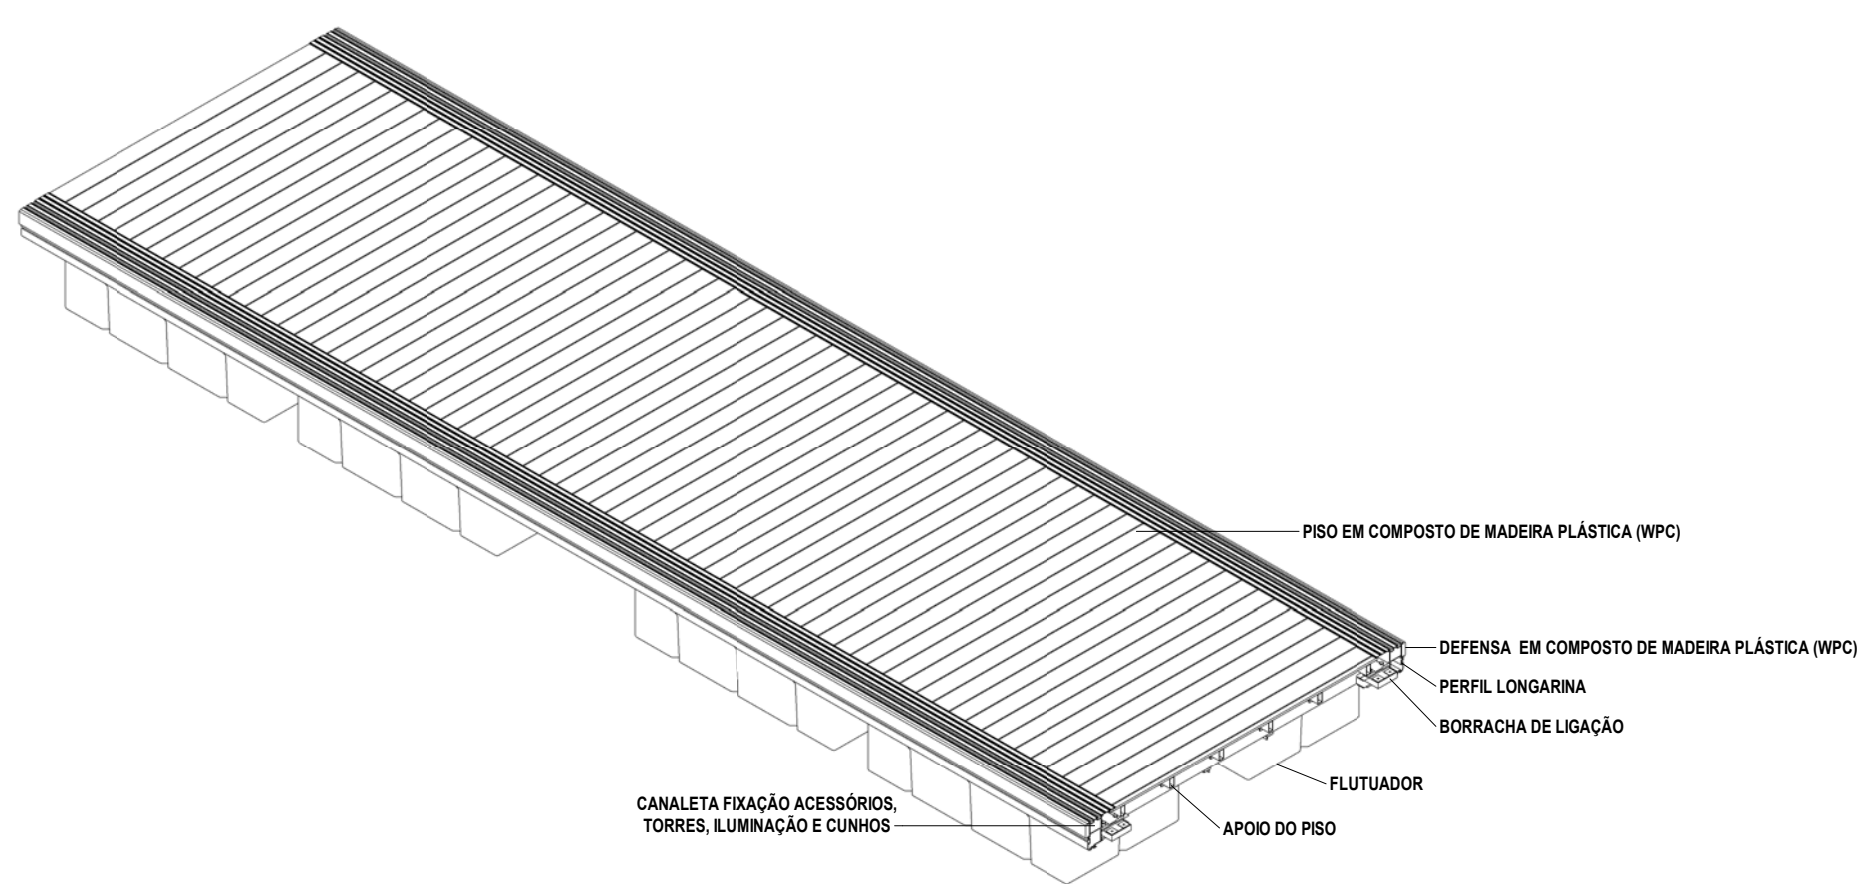 PISO EM COMPOSTO DE MADEIRA PLÁSTICA (WPC)
DEFENSA EM COMPOSTO DE MADEIRA PLÁSTICA (WPC)
PERFIL LONGARINA
BORRACHA DE LIGAÇÃO
FLUTUADOR
CANALETA FIXAÇÃO ACESSÓRIOS,
TORRES, ILUMINAÇÃO E CUNHOS
APOIO DO PISO